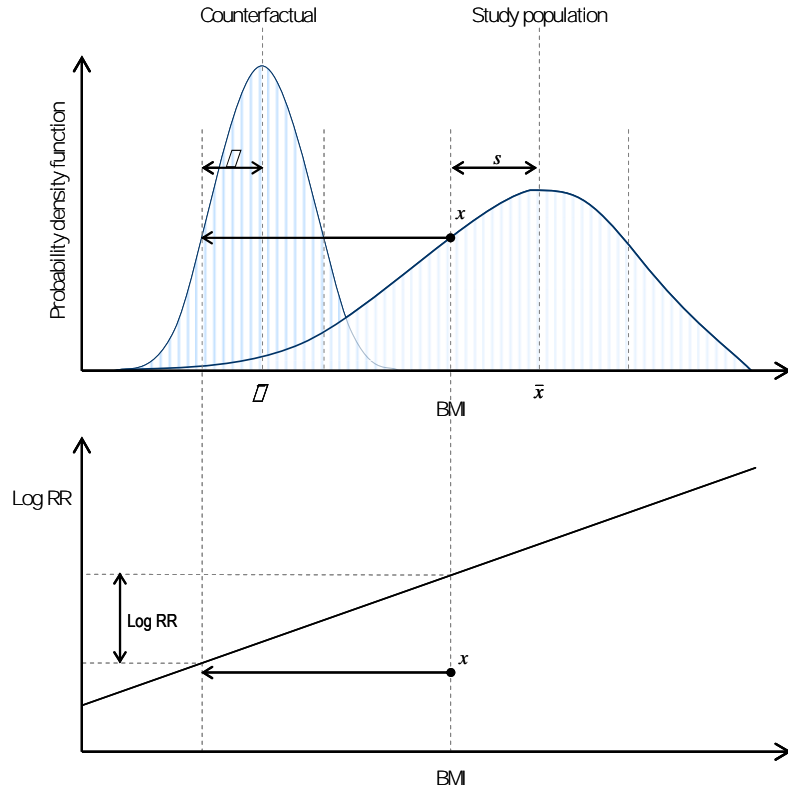 Counterfactual Study population
Probability density function
s
x
x̄
BMI
Log RR
Log RR
x
BMI